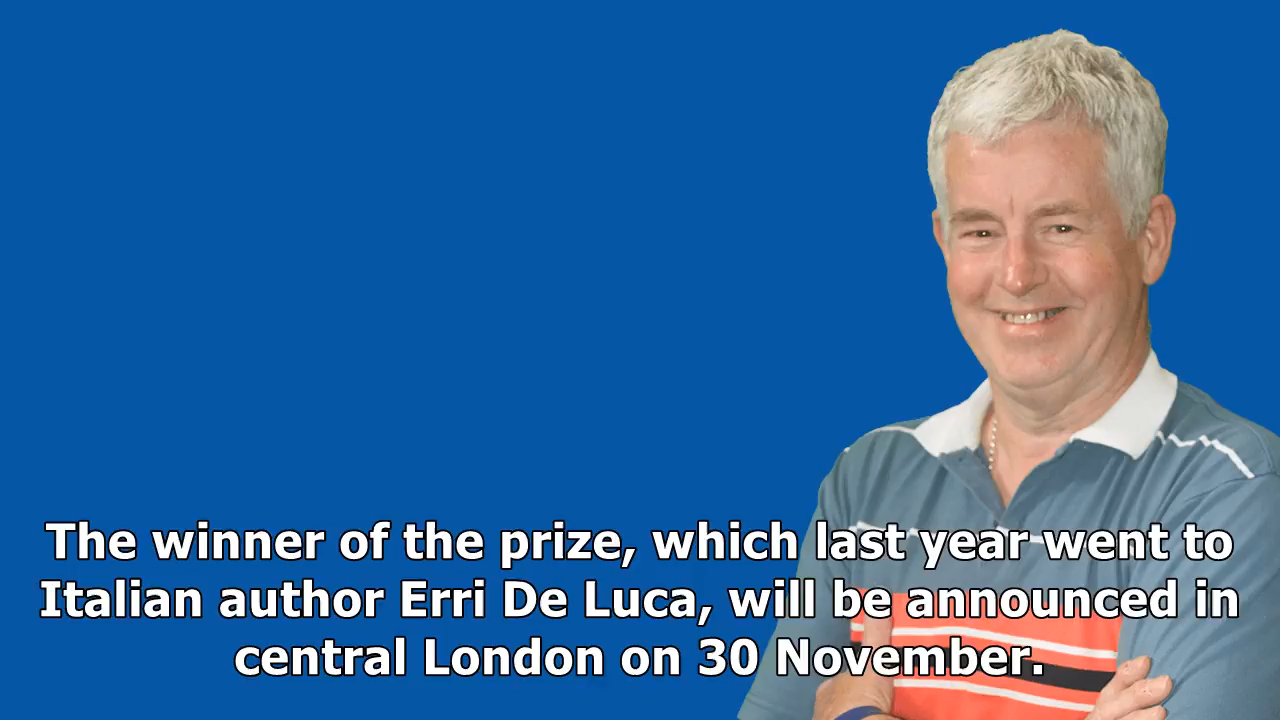 The winner of the prize, which last year went to
Italian author Erri De Luca, will be announced in
central London on 30 November.